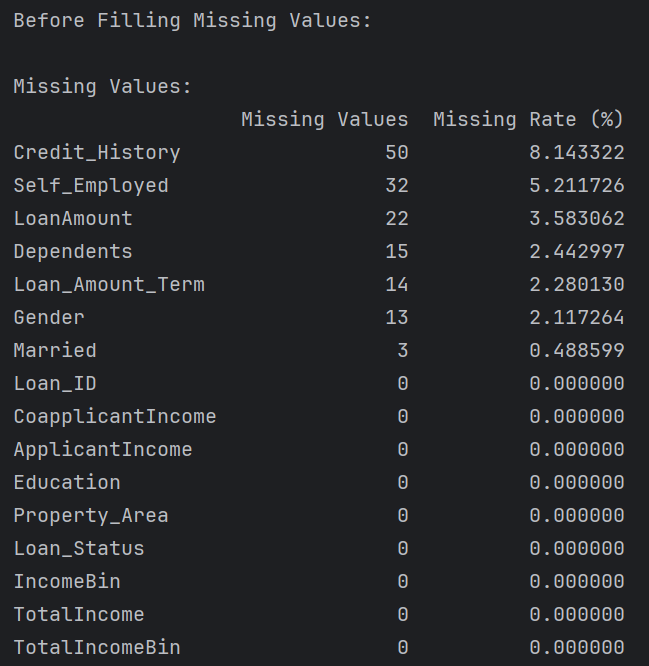 Before Filling Missing Values:
Missing Values:
Missing Values  Missing Rate (%)
Credit_History  50  8.143322
Self_Employed  32  5.211726
LoanAmount  22  3.583062
Dependents  15  2.442997
Loan_Amount_Term  14  2.280130
Gender  13  2.117264
Married  3  0.488599
Loan_ID  0  0.000000
CoapplicantIncome  0  0.000000
ApplicantIncome  0  0.000000
Education  0  0.000000
Property_Area  0  0.000000
Loan_Status  0  0.000000
IncomeBin  0  0.000000
TotalIncome  0  0.000000
TotalIncomeBin  0  0.000000